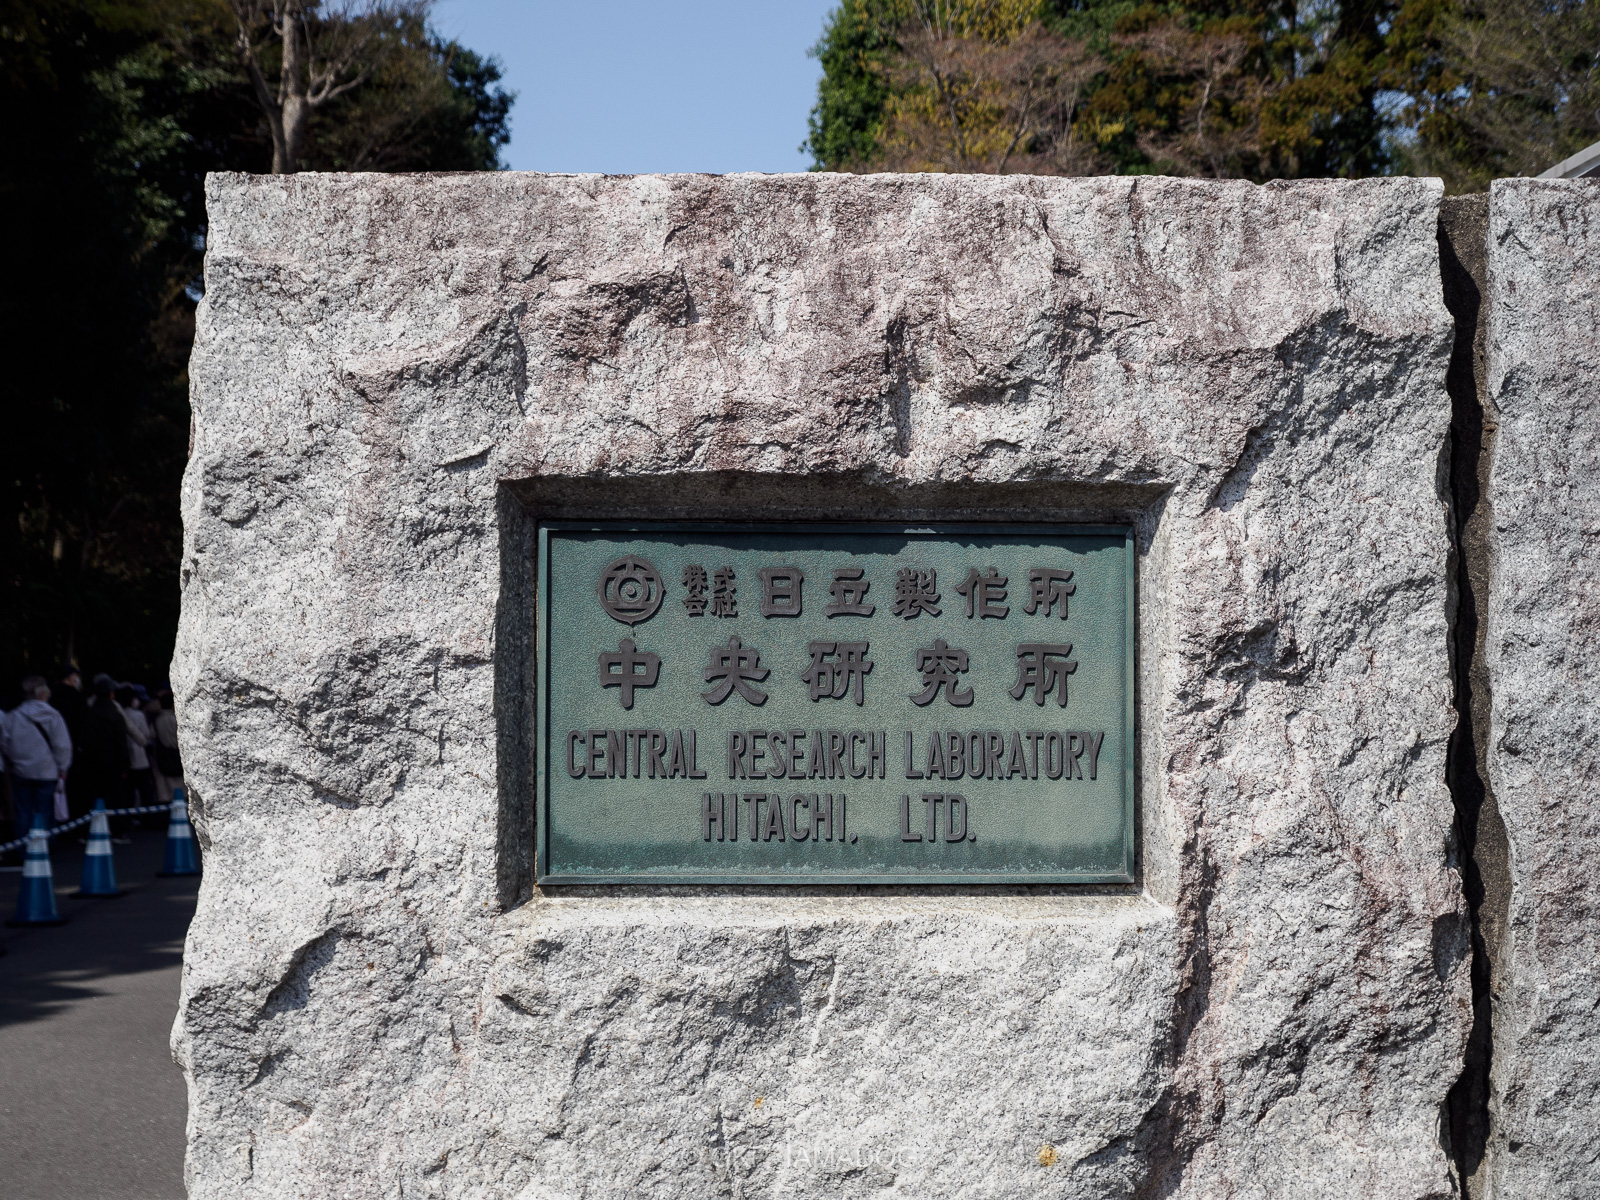 株式会社 日立製作所
中央研究所
CENTRAL RESEARCH LABORATORY
HITACHI, LTD.